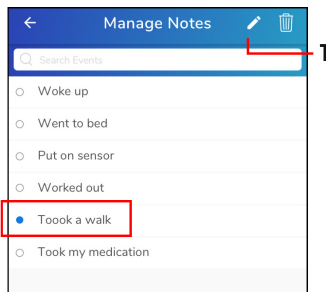 Manage Notes
Search Events
Woke up
Went to bed
Put on sensor
Worked out
Toook a walk
Took my medication